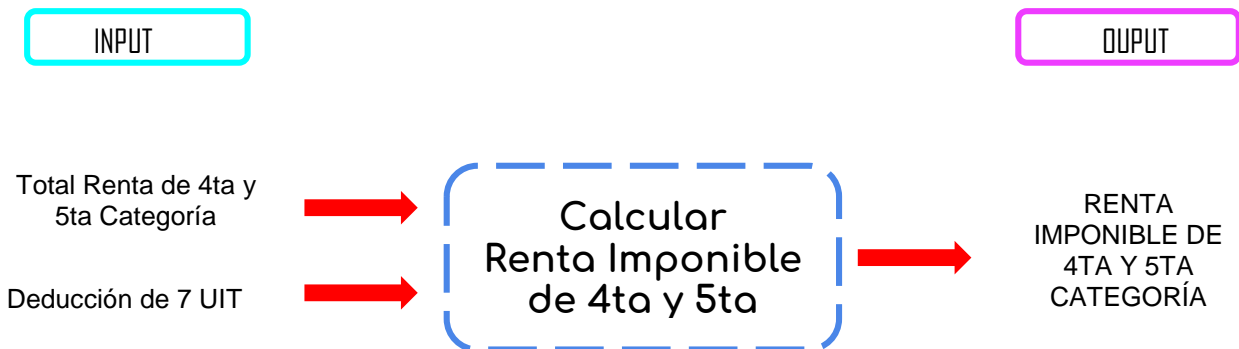 INPUT
OUPUT
Total Renta de 4ta y
5ta Categoría
Deducción de 7 UIT
Calcular
Renta Imponible
de 4ta y 5ta
RENTA
IMPONIBLE DE
4TA Y 5TA
CATEGORÍA